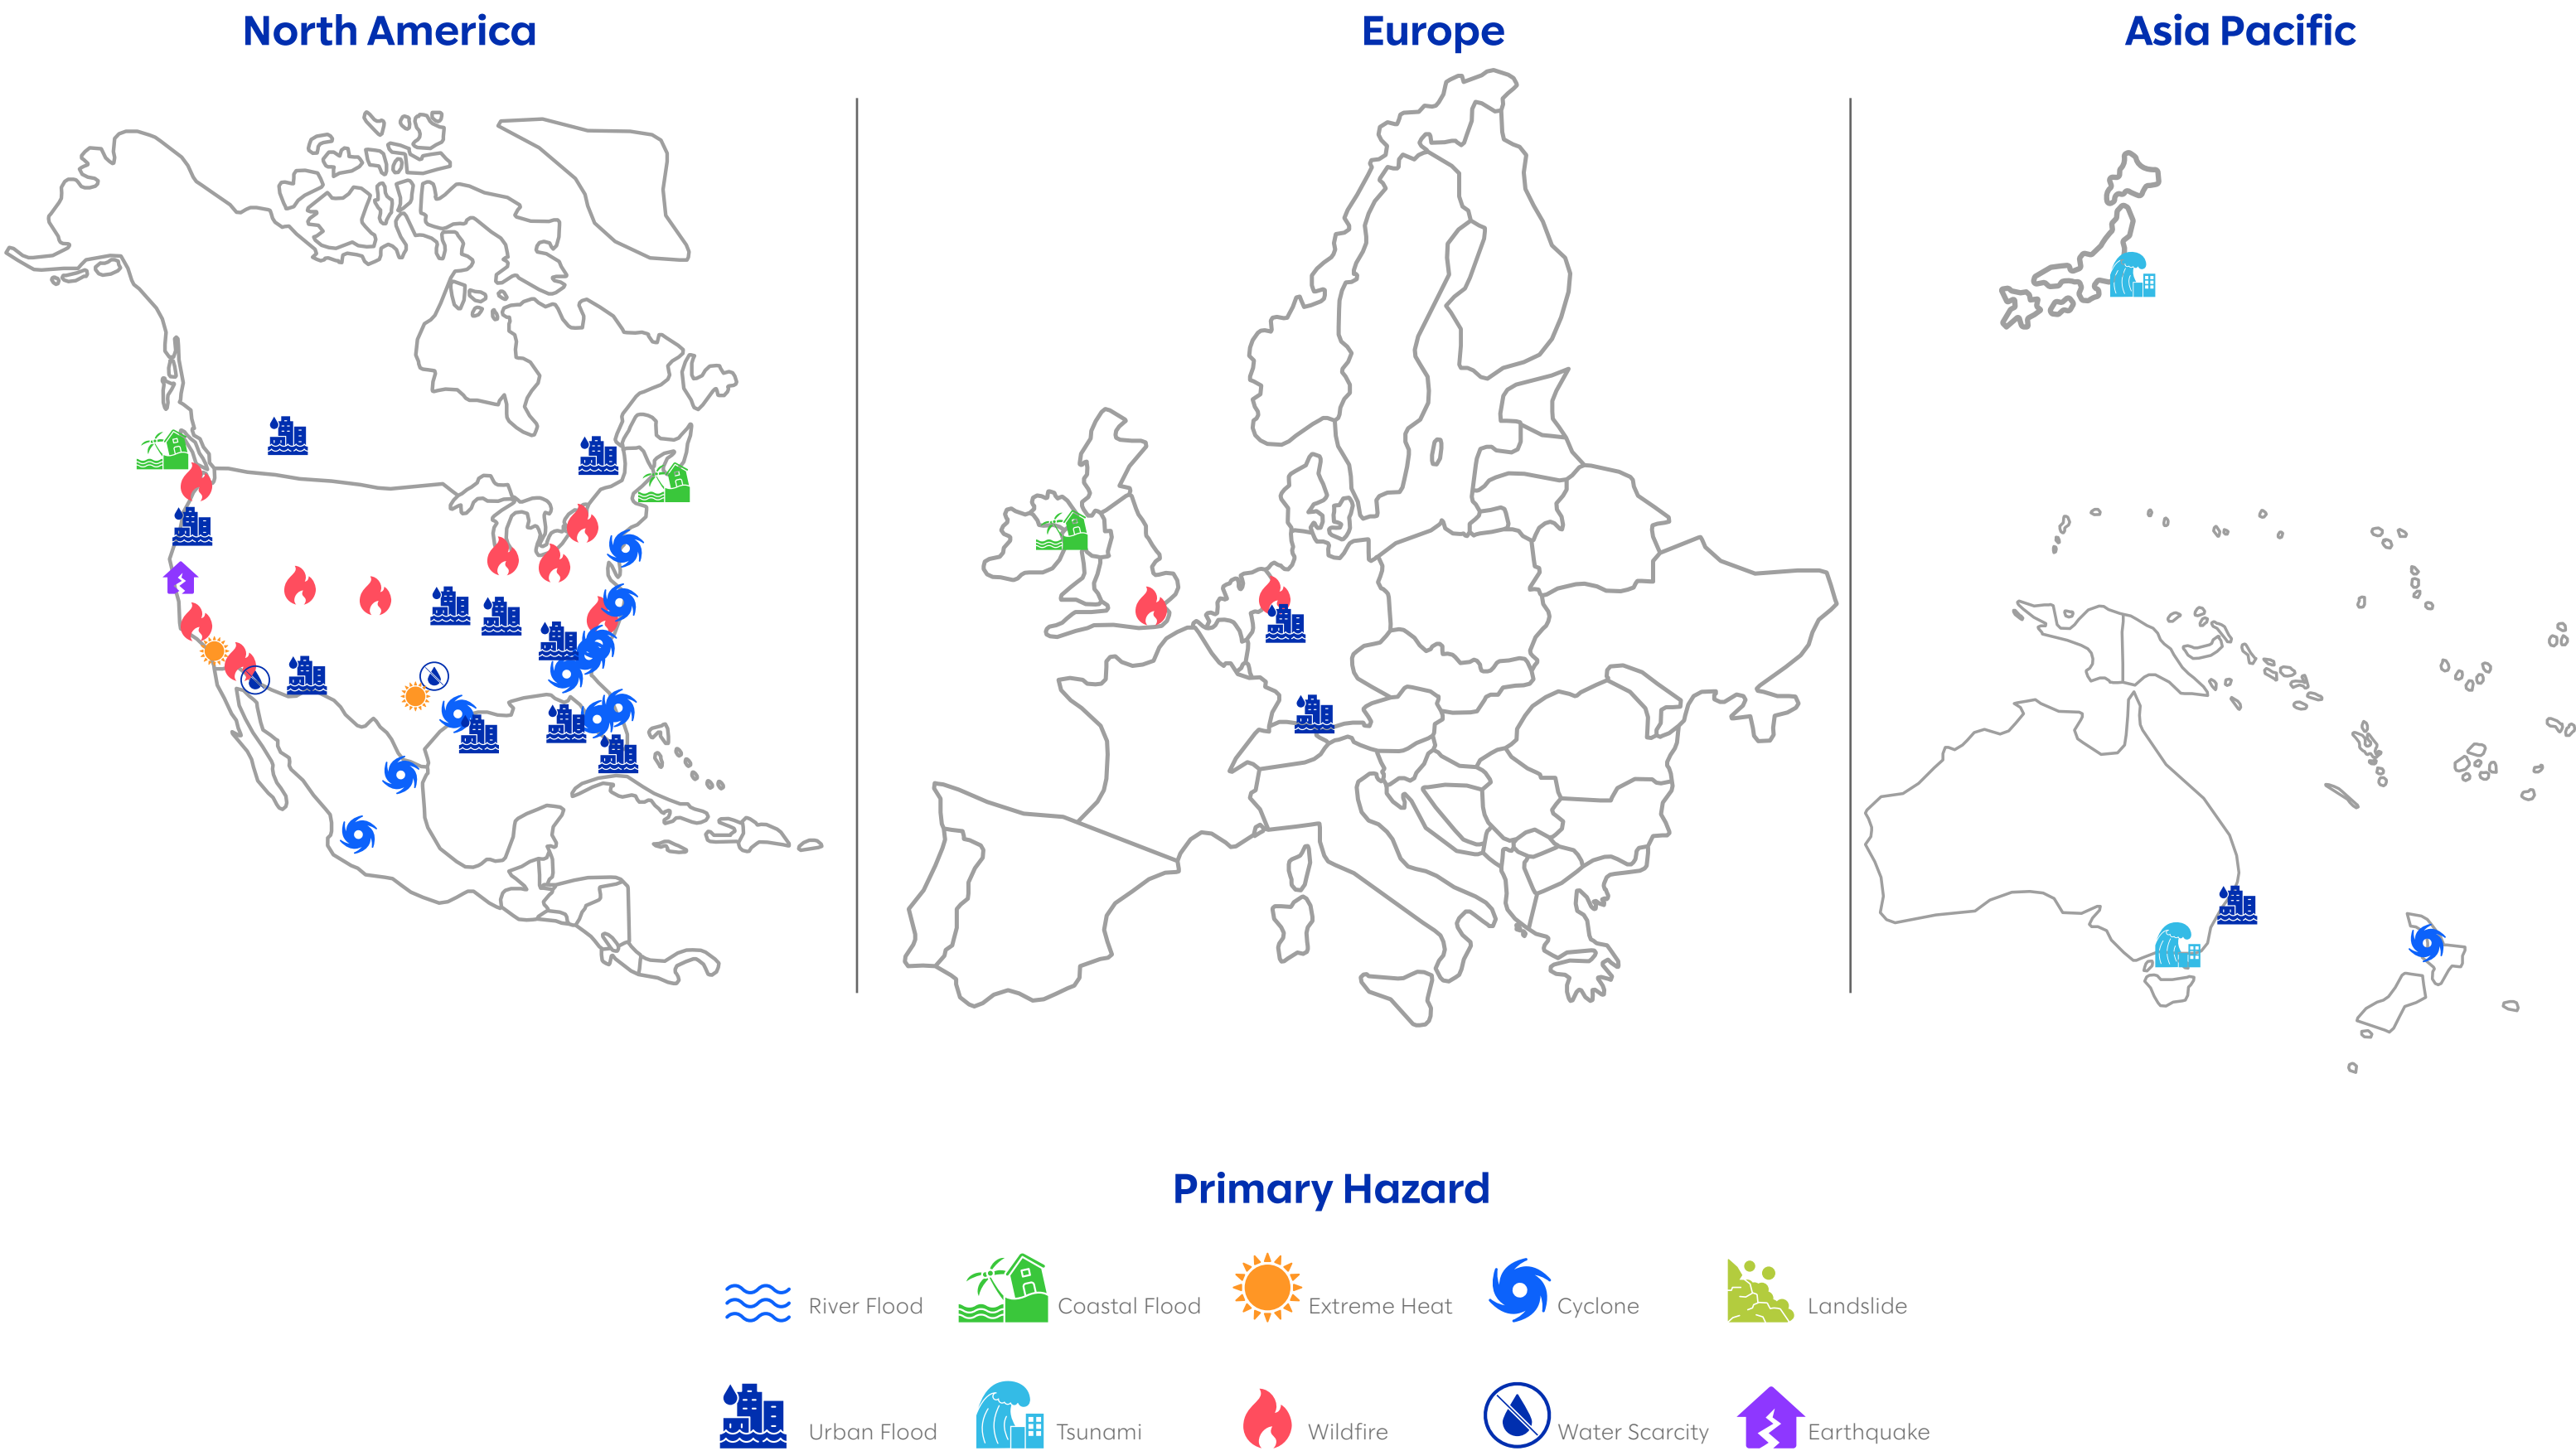 North America
Europe
Asia Pacific
Primary Hazard
River Flood
Coastal Flood
Extreme Heat
Cyclone
Landslide
Urban Flood
Tsunami
Wildfire
Water Scarcity
Earthquake